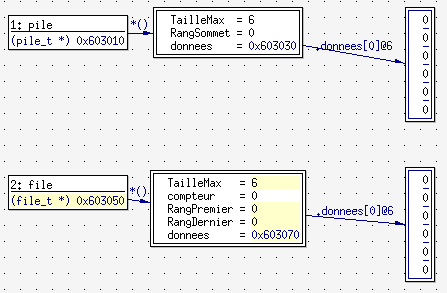 1: pile
(pile_t *) 0x603010
*()
TailleMax = 6
RangSommet = 0
donnees = 0x603030
.donnees[0]@6
0
0
0
0
0
0
2: file
(file_t *) 0x603050
*()
TailleMax = 6
compteur = 0
RangPremier = 0
RangDernier = 0
donnees = 0x603070
.donnees[0]@6
0
0
0
0
0
0